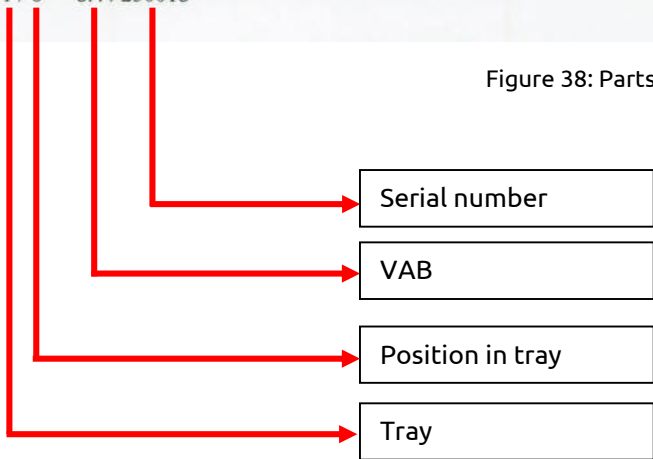 Figure 38: Parts
Serial number
VAB
Position in tray
Tray